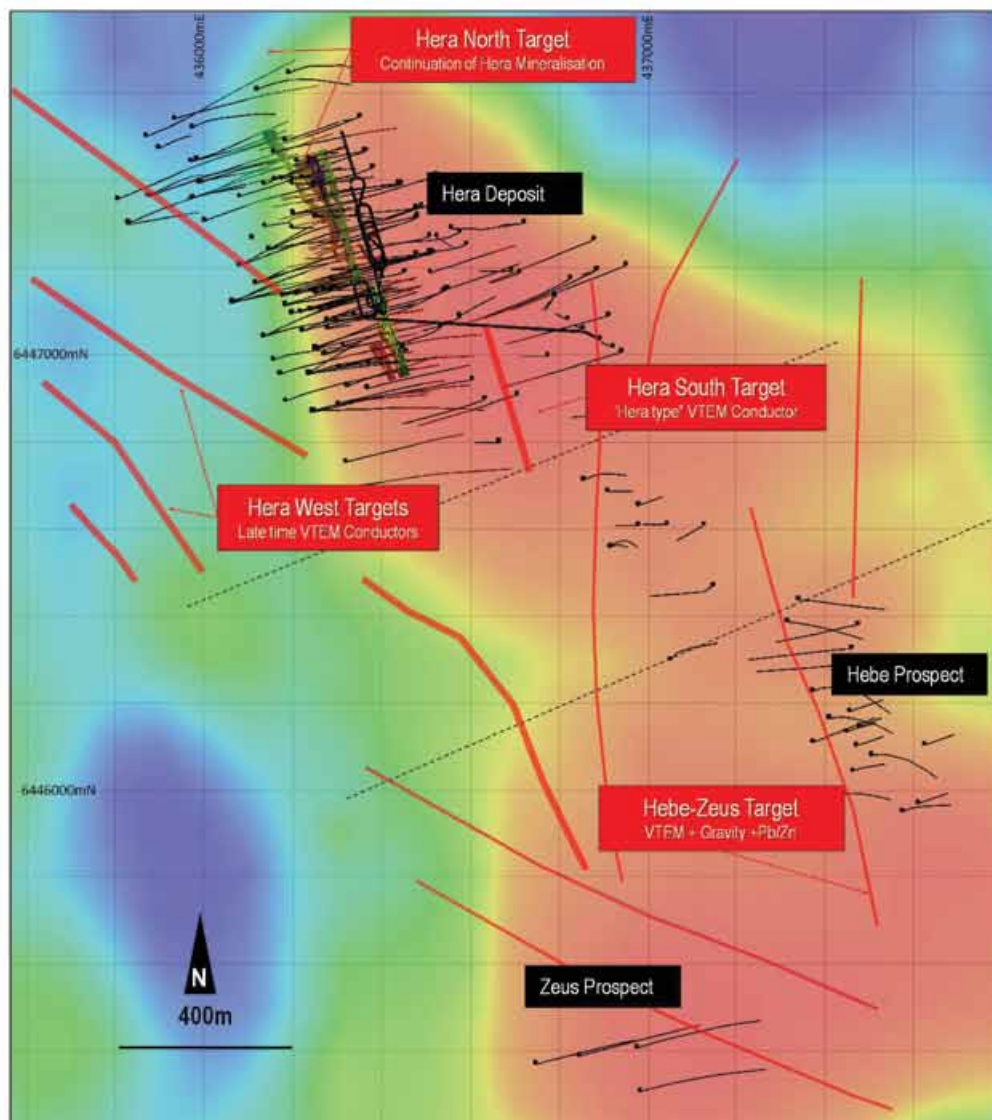 436000mE
437000mE
Hera North Target
Continuation of Hera Mineralisation
Hera Deposit
6447000mN
Hera South Target
"Hera type" VTEM Conductor
Hera West Targets
Late time VTEM Conductors
Hebe Prospect
6446000mN
Hebe-Zeus Target
VTEM + Gravity +Pb/Zn
N
400m
Zeus Prospect